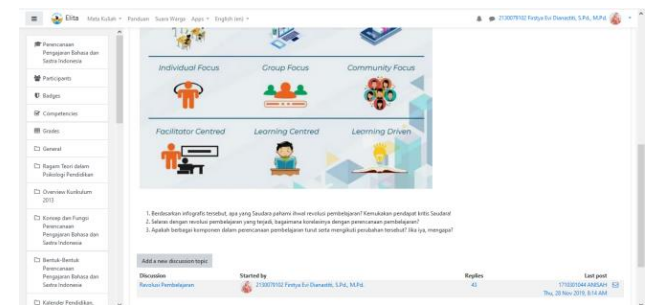 Elita
Mata Kuliah
Panduan
Suara Warga
Apps
English (en)
2130078102 Firstya Evi Dianastiti, S.Pd., M.Pd.
Perencanaan
Pengajaran Bahasa dan
Sastra Indonesia
Participants
Badges
Competencies
Grades
General
Ragam Teori dalam
Psikologi Pendidikan
Overview Kurikulum
2013
Konsep dan Fungsi
Perencanaan
Pengajaran Bahasa dan
Sastra Indonesia
Bentuk-Bentuk
Perencanaan
Pengajaran Bahasa dan
Sastra Indonesia
Kalender Pendidikan,
Individual Focus
Group Focus
Community Focus
Facilitator Centred
Learning Centred
Learning Driven
1. Berdasarkan infografis tersebut, apa yang Saudara pahami ihwal revolusi pembelajaran? Kemukakan pendapat kritis Saudara!
2. Selaras dengan revolusi pembelajaran yang terjadi, bagaimana korelasinya dengan perencanaan pembelajaran?
3. Apakah berbagai komponen dalam perencanaan pembelajaran turut serta mengikuti perubahan tersebut? Jika iya, mengapa?
Add a new discussion topic
Discussion Started by Replies Last post
Revolusi Pembelajaran 2130078102 Firstya Evi Dianastiti, S.Pd., M.Pd. 43 1710301044 ANISAH
Thu, 28 Nov 2019, 8:14 AM